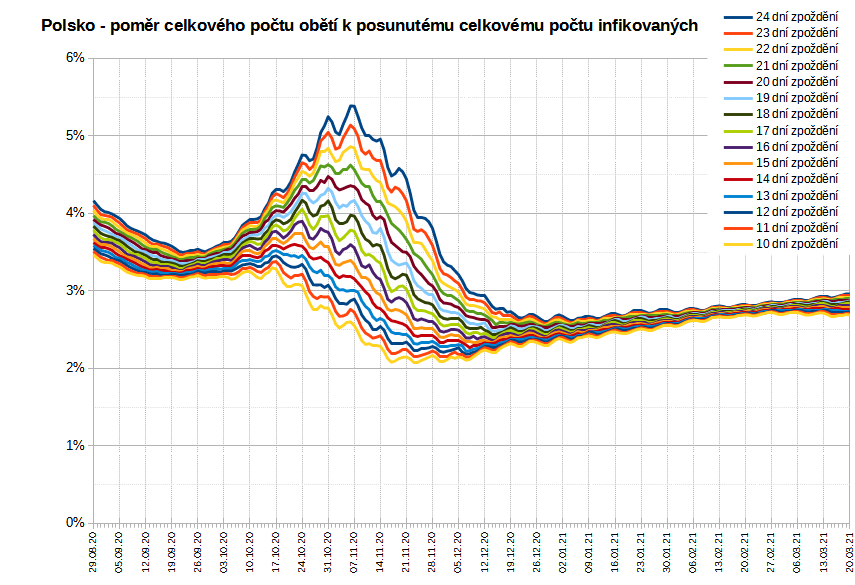 Polsko - poměr celkového počtu obětí k posunutému celkovému počtu infikovaných
24 dní zpoždění
23 dní zpoždění
22 dní zpoždění
21 dní zpoždění
20 dní zpoždění
19 dní zpoždění
18 dní zpoždění
17 dní zpoždění
16 dní zpoždění
15 dní zpoždění
14 dní zpoždění
13 dní zpoždění
12 dní zpoždění
11 dní zpoždění
10 dní zpoždění
6%
5%
4%
3%
2%
1%
0%
29.08.20
05.09.20
12.09.20
19.09.20
26.09.20
03.10.20
10.10.20
17.10.20
24.10.20
31.10.20
07.11.20
14.11.20
21.11.20
28.11.20
05.12.20
12.12.20
19.12.20
26.12.20
02.01.21
09.01.21
16.01.21
23.01.21
30.01.21
06.02.21
13.02.21
20.02.21
27.02.21
06.03.21
13.03.21
20.03.21